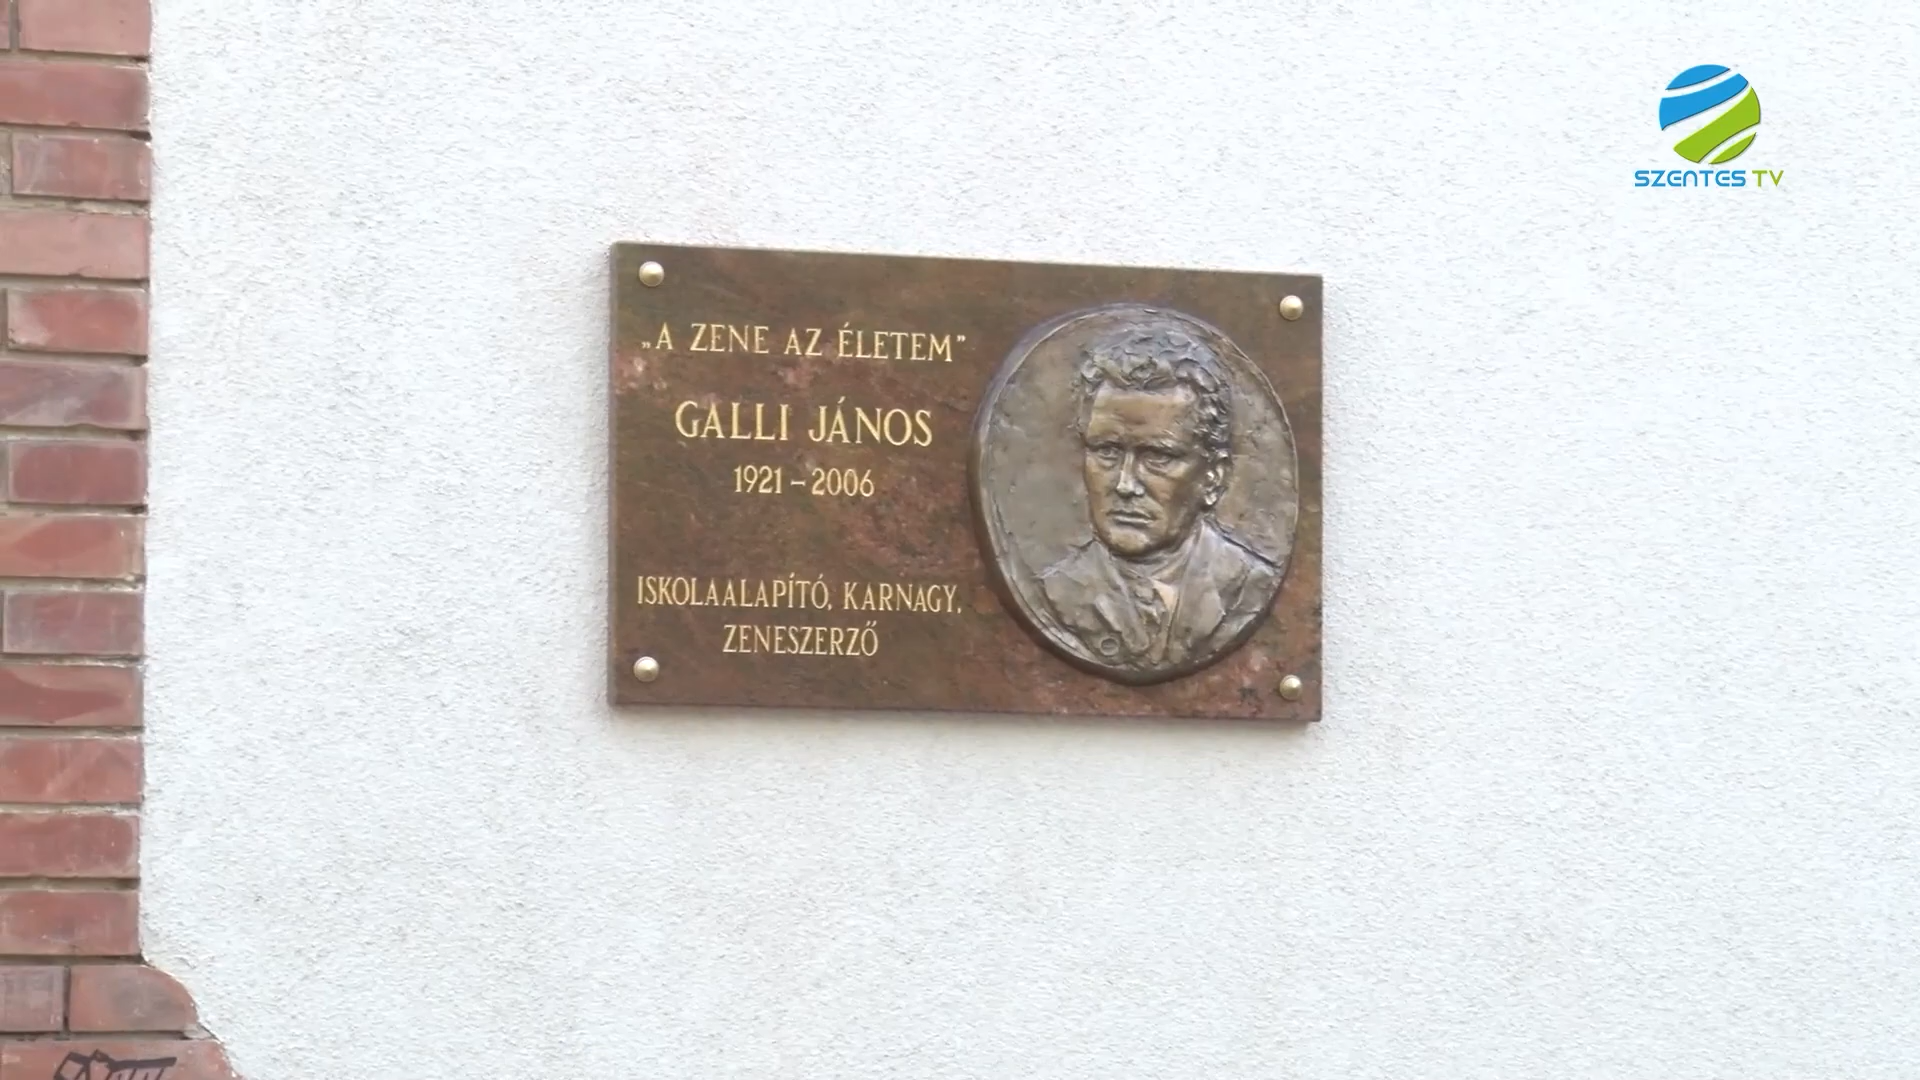 SZENTES TV
„A ZENE AZ ÉLETEM”
GALLI JÁNOS
1921 – 2006
ISKOLAALAPÍTÓ, KARNAGY,
ZENESZERZŐ